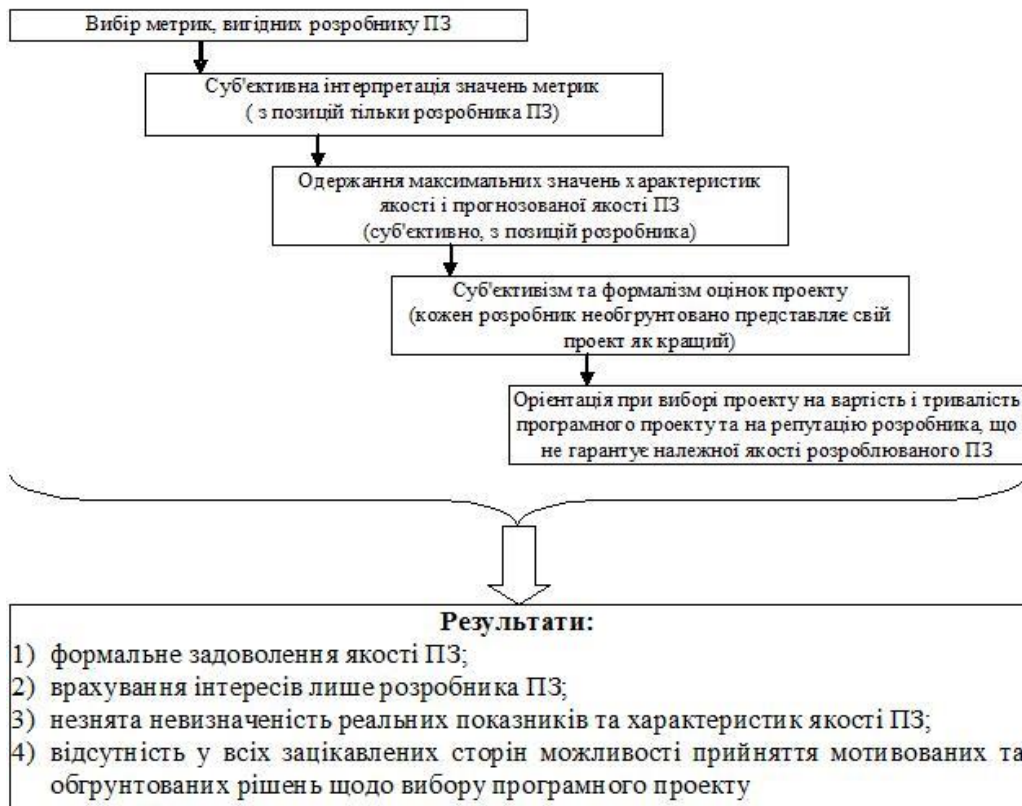 Вибір метрик, вигідних розробнику ПЗ
Суб'єктивна інтерпретація значень метрик
( з позицій тільки розробника ПЗ)
Одержання максимальних значень характеристик
якості і прогнозованої якості ПЗ
(суб'єктивно, з позицій розробника)
Суб'єктивізм та формалізм оцінок проекту
(кожен розробник необгрунтовано представляє свій
проект як кращий)
Орієнтація при виборі проекту на вартість і тривалість
програмного проекту та на репутацію розробника, що
не гарантує належної якості розроблюваного ПЗ
Результати:
1) формальне задоволення якості ПЗ;
2) врахування інтересів лише розробника ПЗ;
3) незнята невизначеність реальних показників та характеристик якості ПЗ;
4) відсутність у всіх зацікавлених сторін можливості прийняття мотивованих та
обгрунтованих рішень щодо вибору програмного проекту